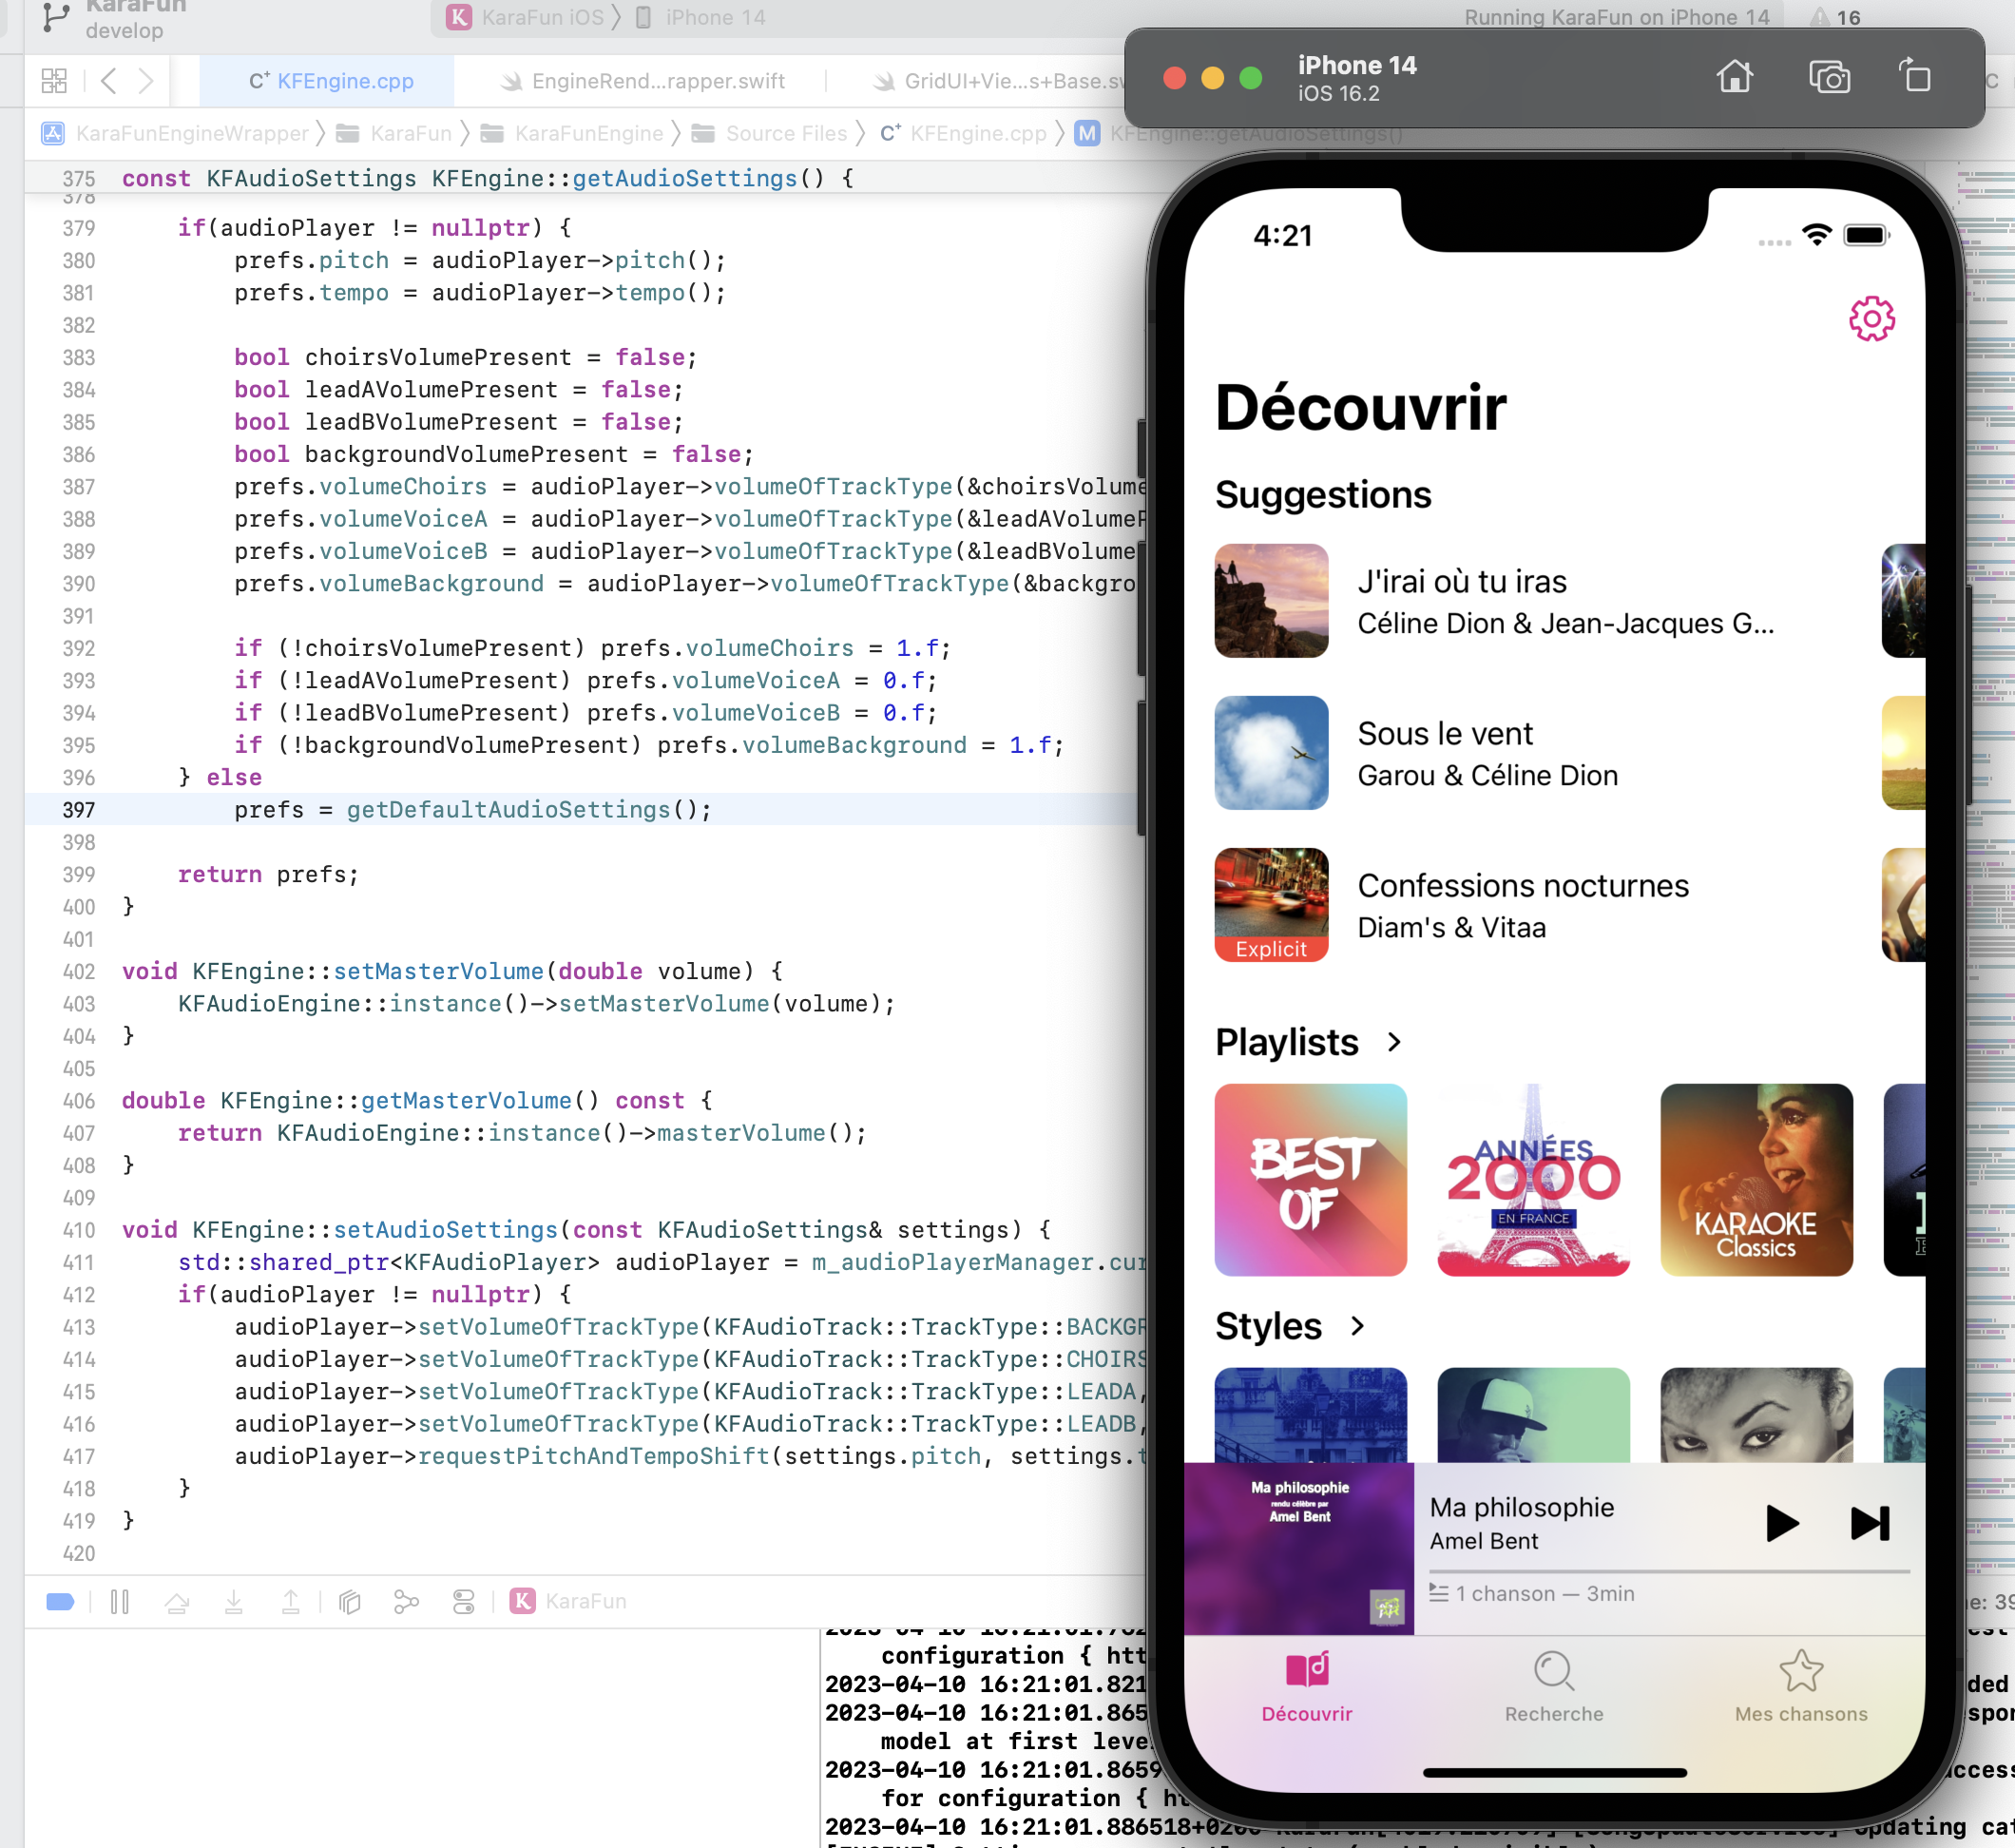 KaraFun
develop
KaraFun iOS
iPhone 14
Running KaraFun on iPhone 14
16
C+ KFEngine.cpp
EngineRend...rapper.swift
GridUI+Vie...s+Base.sw
KaraFunEngineWrapper
KaraFun
KaraFunEngine
Source Files
C+ KFEngine.cpp
M KFEngine::getAudioSettings()
375 const KFAudioSettings KFEngine::getAudioSettings() {
378
379 if(audioPlayer != nullptr) {
380 prefs.pitch = audioPlayer->pitch();
381 prefs.tempo = audioPlayer->tempo();
382
383 bool choirsVolumePresent = false;
384 bool leadAVolumePresent = false;
385 bool leadBVolumePresent = false;
386 bool backgroundVolumePresent = false;
387 prefs.volumeChoirs = audioPlayer->volumeOfTrackType(&choirsVolume
388 prefs.volumeVoiceA = audioPlayer->volumeOfTrackType(&leadAVolumeP
389 prefs.volumeVoiceB = audioPlayer->volumeOfTrackType(&leadBVolume
390 prefs.volumeBackground = audioPlayer->volumeOfTrackType(&backgro
391
392 if (!choirsVolumePresent) prefs.volumeChoirs = 1.f;
393 if (!leadAVolumePresent) prefs.volumeVoiceA = 0.f;
394 if (!leadBVolumePresent) prefs.volumeVoiceB = 0.f;
395 if (!backgroundVolumePresent) prefs.volumeBackground = 1.f;
396 } else
397 prefs = getDefaultAudioSettings();
398
399 return prefs;
400 }
401
402 void KFEngine::setMasterVolume(double volume) {
403 KFAudioEngine::instance()->setMasterVolume(volume);
404 }
405
406 double KFEngine::getMasterVolume() const {
407 return KFAudioEngine::instance()->masterVolume();
408 }
409
410 void KFEngine::setAudioSettings(const KFAudioSettings& settings) {
411 std::shared_ptr<KFAudioPlayer> audioPlayer = m_audioPlayerManager.cur
412 if(audioPlayer != nullptr) {
413 audioPlayer->setVolumeOfTrackType(KFAudioTrack::TrackType::BACKGR
414 audioPlayer->setVolumeOfTrackType(KFAudioTrack::TrackType::CHOIRS
415 audioPlayer->setVolumeOfTrackType(KFAudioTrack::TrackType::LEADA,
416 audioPlayer->setVolumeOfTrackType(KFAudioTrack::TrackType::LEADB,
417 audioPlayer->requestPitchAndTempoShift(settings.pitch, settings.t
418 }
419 }
420
KaraFun
configuration { htt
2023-04-10 16:21:01.821
2023-04-10 16:21:01.865
model at first leve
2023-04-10 16:21:01.8659
for configuration { ht
2023-04-10 16:21:01.886518+0200
Updating ca
iPhone 14
iOS 16.2
4:21
Découvrir
Suggestions
J'irai où tu iras
Céline Dion & Jean-Jacques G...
Sous le vent
Garou & Céline Dion
Explicit
Confessions nocturnes
Diam's & Vitaa
Playlists
BEST OF
ANNÉES
2000
EN FRANCE
KARAOKE
Classics
Styles
Ma philosophie
rendu célèbre par
Amel Bent
Ma philosophie
Amel Bent
1 chanson — 3min
Découvrir
Recherche
Mes chansons